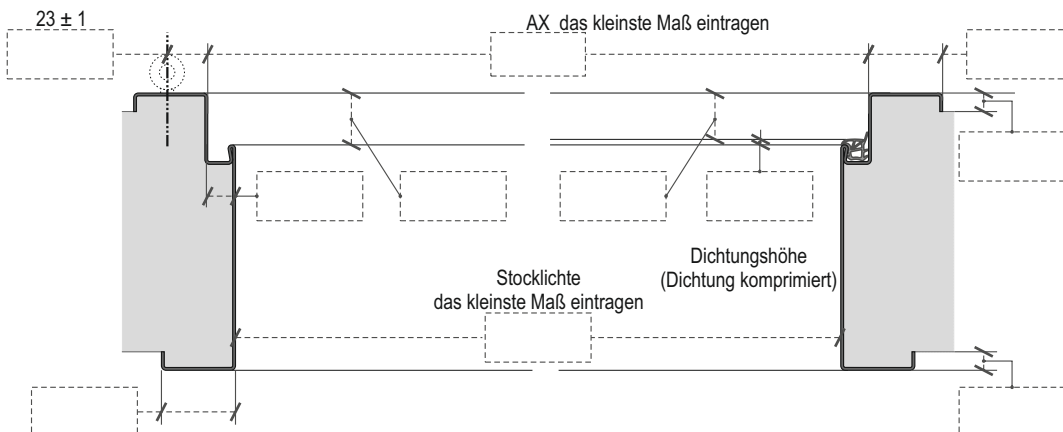 23 ± 1
AX das kleinste Maß eintragen
Dichtungshöhe
(Dichtung komprimiert)
Stocklichte
das kleinste Maß eintragen